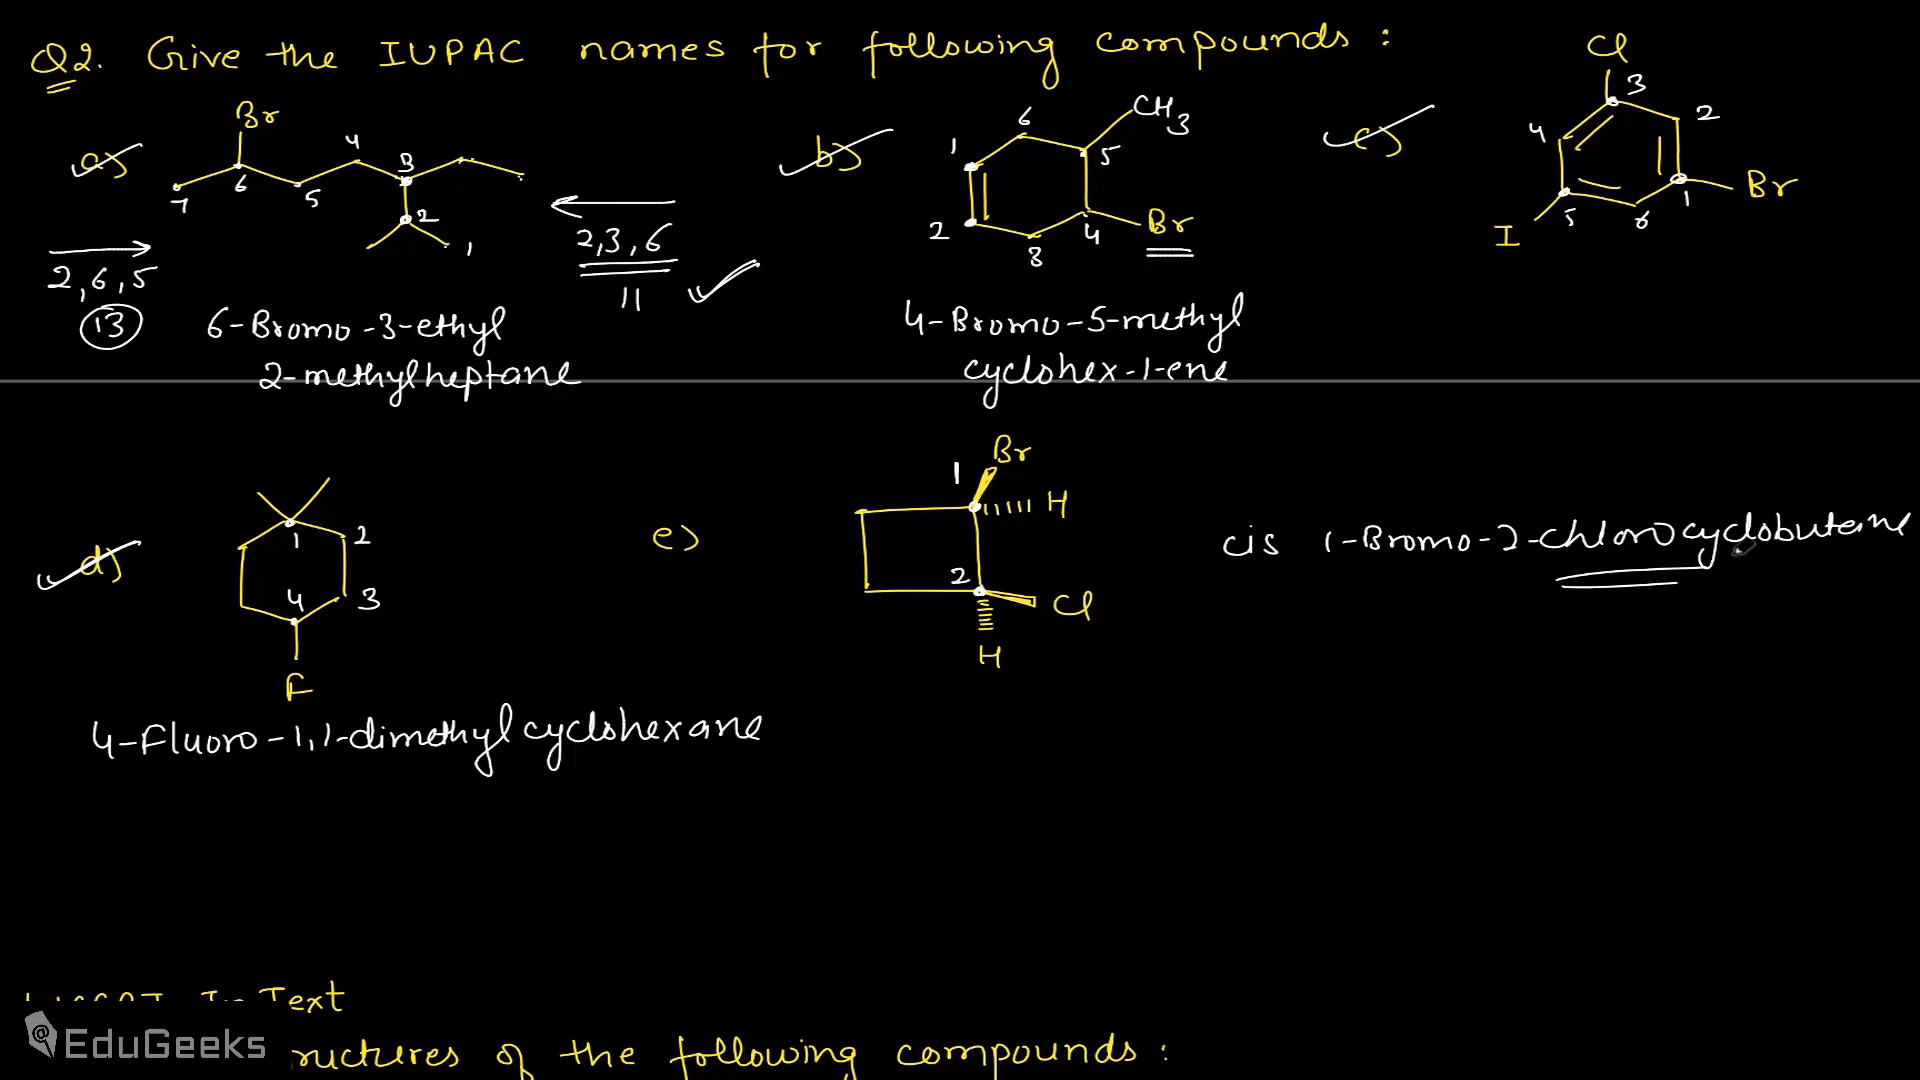 Q2. Give the IUPAC names for following compounds :
a)
Br
7 6 5 4 3 2 1
2,6,5
13
2,3,6
11
6-Bromo-3-ethyl
2-methylheptane
b)
CH3
1 2 3 4 5 6
Br
4-Bromo-5-methyl
cyclohex-1-ene
c)
Cl
3 2 4 1 5 6
Br
I
d)
1 2 3 4
F
4-Fluoro-1,1-dimethylcyclohexane
e)
Br
1
H
2
Cl
H
cis 1-Bromo-2-chlorocyclobutane
Text
EduGeeks
ructures of the following compounds :